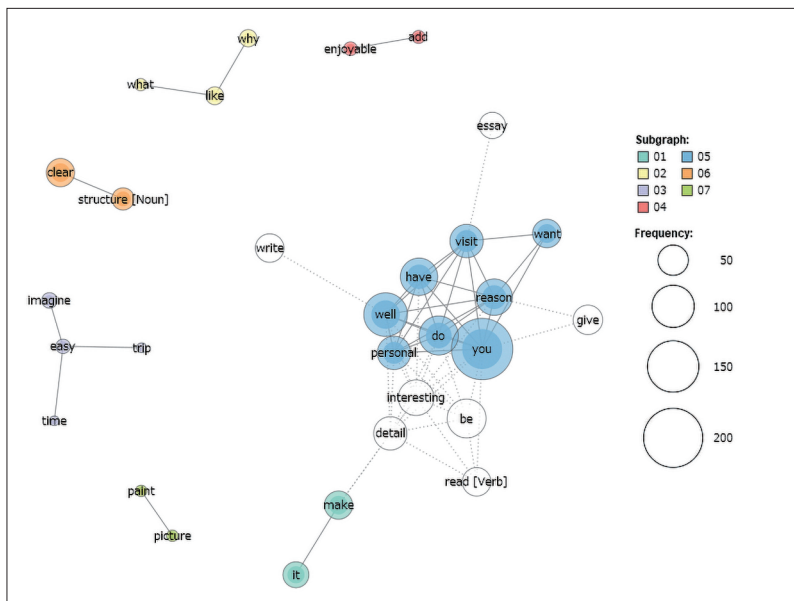 why
add
enjoyable
what
like
essay
Subgraph:
01 05
02 06
03 07
04
clear
structure [Noun]
want
visit
Frequency:
write
50
have
reason
imagine
100
well
give
do
easy
trip
you
personal
150
interesting
time
be
detail
200
read [Verb]
paint
make
picture
it